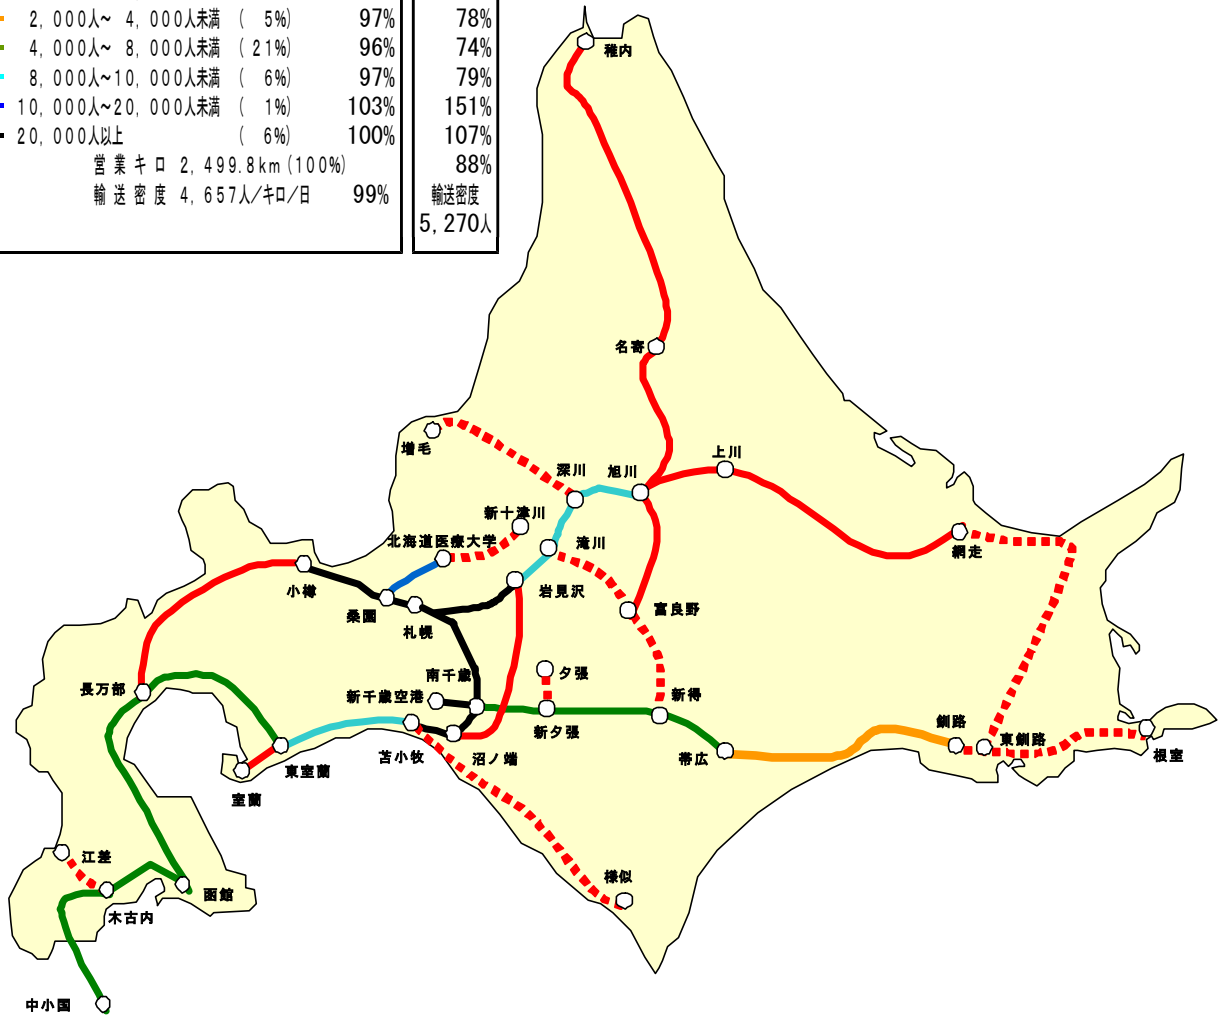 2,000人～ 4,000人未満 ( 5%) 97% 78%
4,000人～ 8,000人未満 (21%) 96% 74%
8,000人～10,000人未満 ( 6%) 97% 79%
10,000人～20,000人未満 ( 1%) 103% 151%
20,000人以上 ( 6%) 100% 107%
営業キロ 2,499.8km(100%) 88%
輸送密度 4,657人/キロ/日 99% 輸送密度
5,270人
稚内
名寄
増毛
深川
旭川
上川
新十津川
北海道医療大学
滝川
網走
小樽
桑園
札幌
岩見沢
富良野
南千歳
夕張
長万部
新千歳空港
新得
新夕張
釧路
東釧路
根室
苫小牧
沼ノ端
帯広
東室蘭
室蘭
江差
様似
函館
木古内
中小国